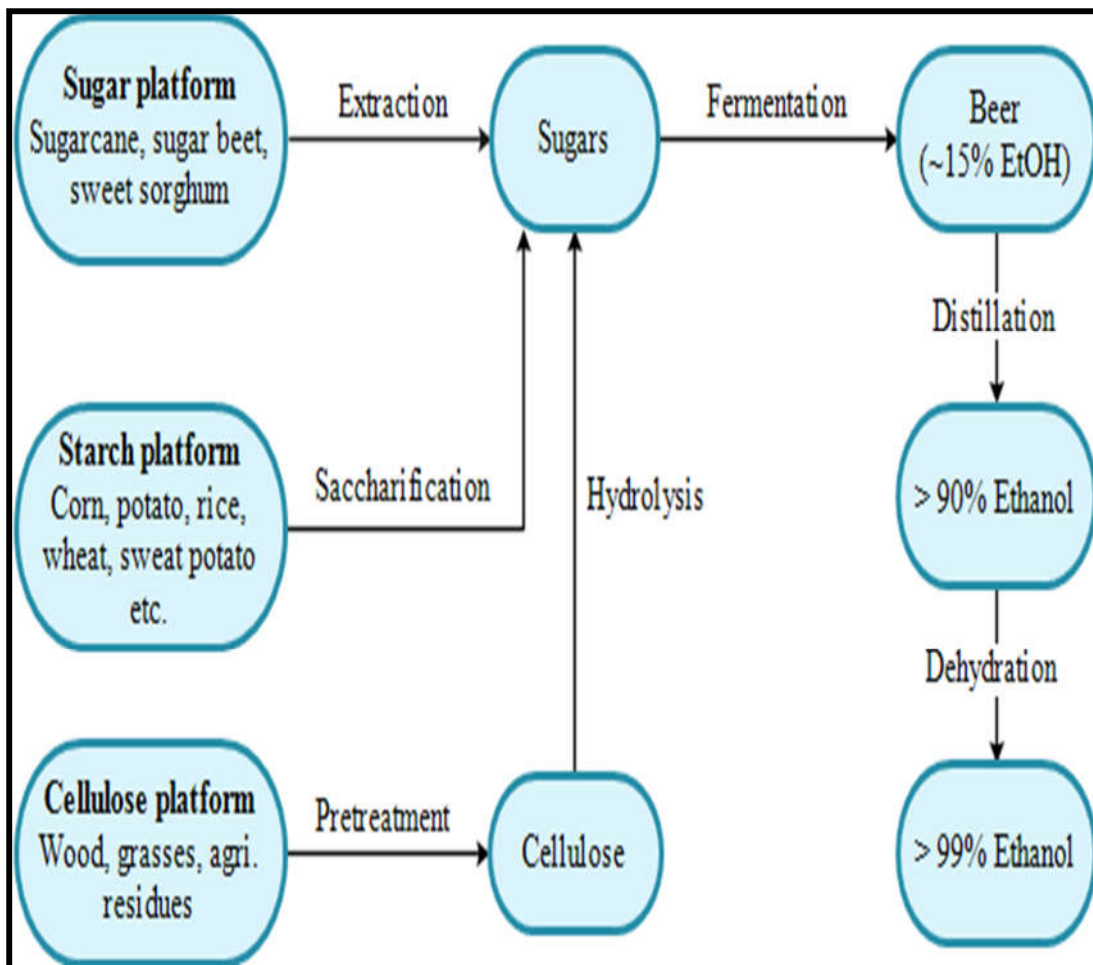 Sugar platform
Sugarcane, sugar beet,
sweet sorghum
Extraction
Sugars
Fermentation
Beer
(~15% EtOH)
Distillation
Starch platform
Corn, potato, rice,
wheat, sweat potato
etc.
Saccharification
Hydrolysis
> 90% Ethanol
Dehydration
Cellulose platform
Wood, grasses, agri.
residues
Pretreatment
Cellulose
> 99% Ethanol